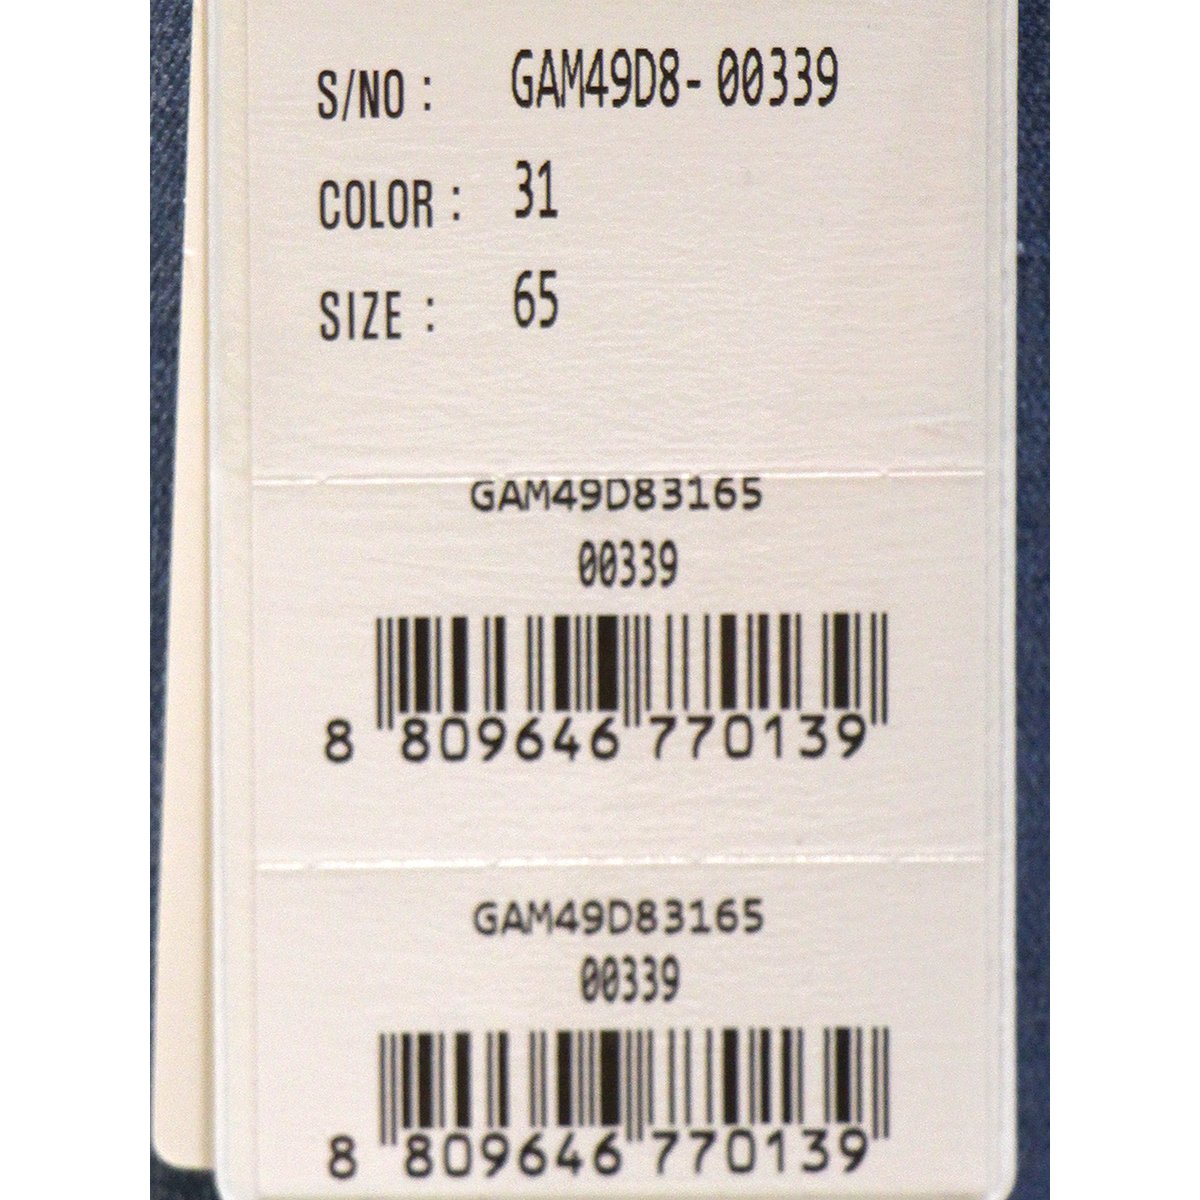 S/NO : GAM49D8-00339
COLOR : 31
SIZE : 65
GAM49D83165
00339
8 809646 770139
GAM49D83165
00339
8 809646 770139